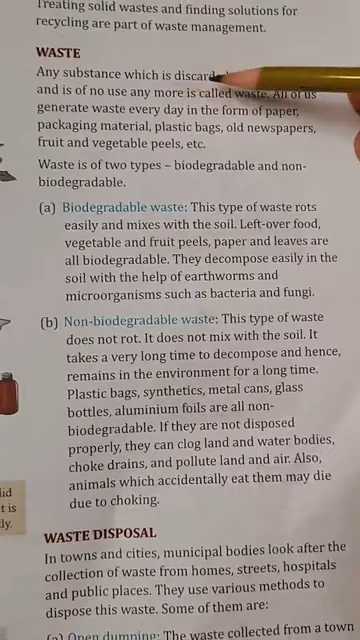 Treating solid wastes and finding solutions for
recycling are part of waste management.
WASTE
Any substance which is discard
and is of no use any more is called waste. All of us
generate waste every day in the form of paper,
packaging material, plastic bags, old newspapers,
fruit and vegetable peels, etc.
Waste is of two types – biodegradable and non-
biodegradable.
(a) Biodegradable waste: This type of waste rots
easily and mixes with the soil. Left-over food,
vegetable and fruit peels, paper and leaves are
all biodegradable. They decompose easily in the
soil with the help of earthworms and
microorganisms such as bacteria and fungi.
(b) Non-biodegradable waste: This type of waste
does not rot. It does not mix with the soil. It
takes a very long time to decompose and hence,
remains in the environment for a long time.
Plastic bags, synthetics, metal cans, glass
bottles, aluminium foils are all non-
biodegradable. If they are not disposed
properly, they can clog land and water bodies,
choke drains, and pollute land and air. Also,
animals which accidentally eat them may die
due to choking.
lid
t is
ly.
WASTE DISPOSAL
In towns and cities, municipal bodies look after the
collection of waste from homes, streets, hospitals
and public places. They use various methods to
dispose this waste. Some of them are:
(a) Open dumping: The waste collected from a town